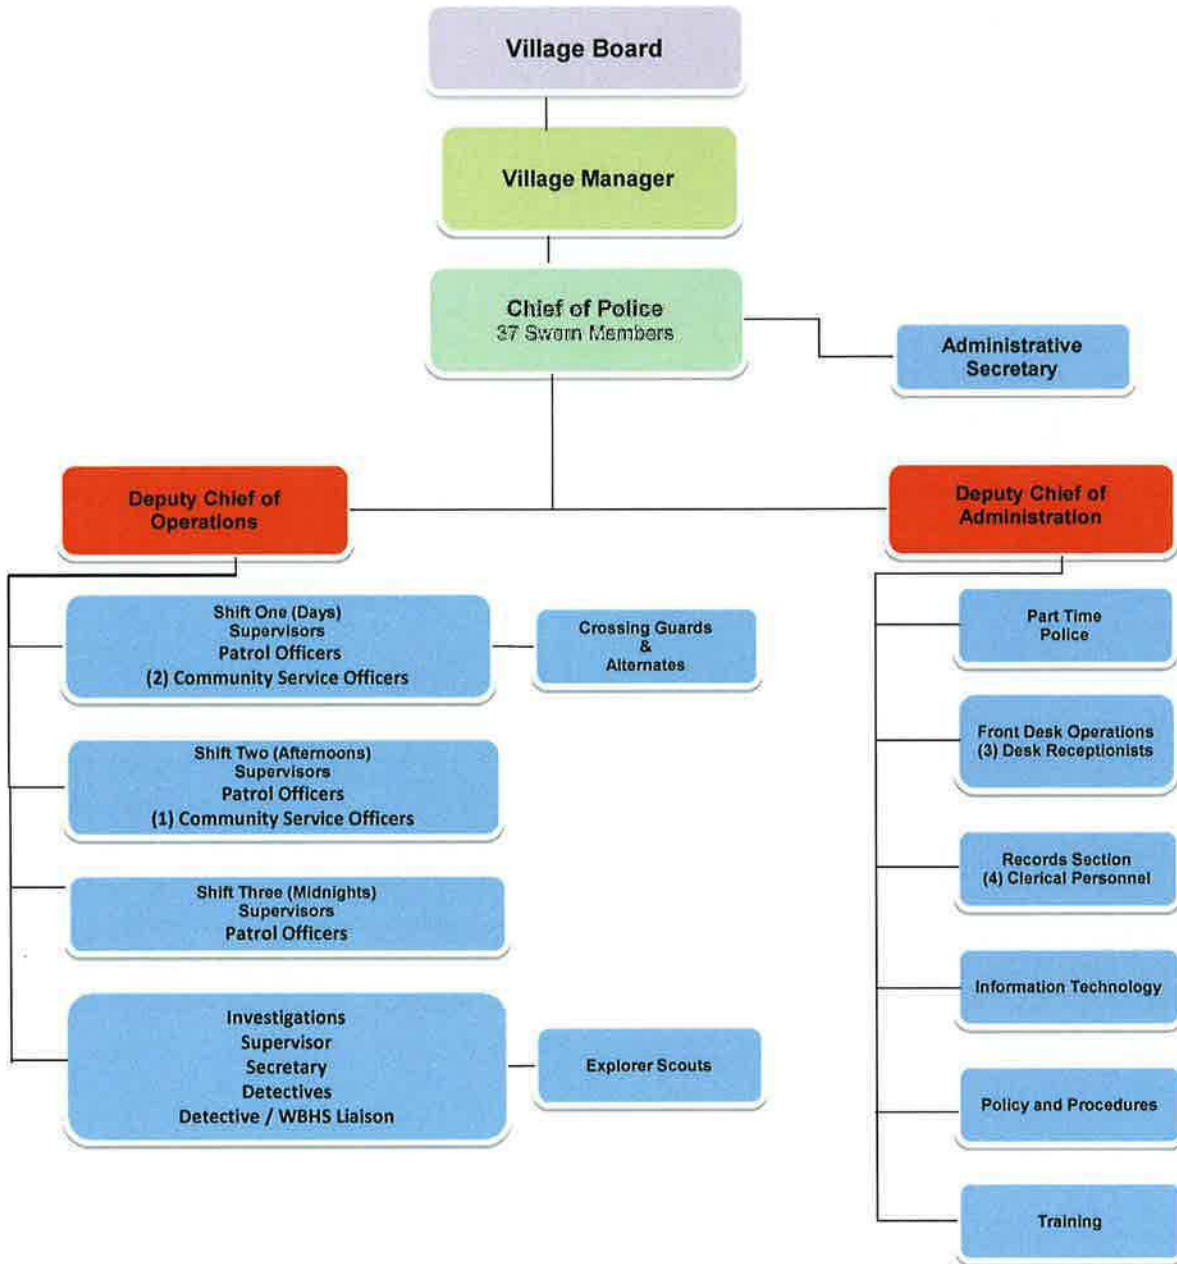 Village Board
Village Manager
Chief of Police
37 Sworn Members
Administrative
Secretary
Deputy Chief of
Operations
Deputy Chief of
Administration
Shift One (Days)
Supervisors
Patrol Officers
(2) Community Service Officers
Crossing Guards
&
Alternates
Shift Two (Afternoons)
Supervisors
Patrol Officers
(1) Community Service Officers
Shift Three (Midnights)
Supervisors
Patrol Officers
Investigations
Supervisor
Secretary
Detectives
Detective / WBHS Liaison
Explorer Scouts
Part Time
Police
Front Desk Operations
(3) Desk Receptionists
Records Section
(4) Clerical Personnel
Information Technology
Policy and Procedures
Training